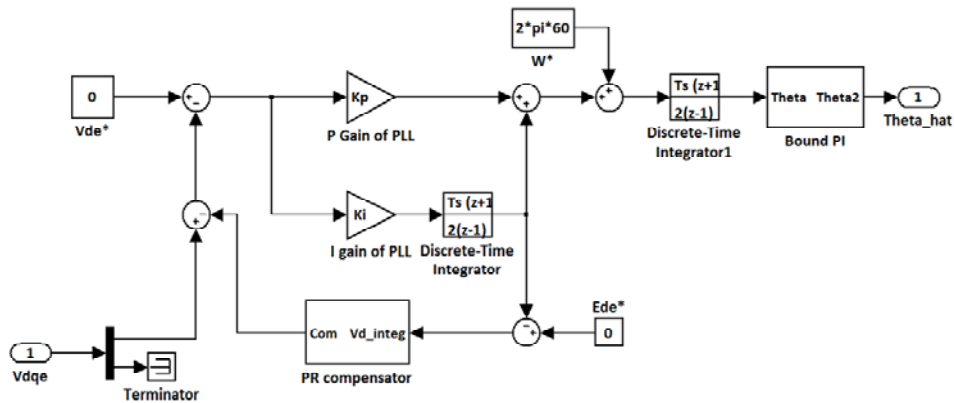 2*pi*60
W*
0
Vde*
Kp
P Gain of PLL
Ts (z+1
2(z-1)
Discrete-Time
Integrator1
Theta Theta2
Bound PI
1
Theta_hat
Ki
I gain of PLL
Ts (z+1
2(z-1)
Discrete-Time
Integrator
Com Vd_integ
PR compensator
Ede*
0
1
Vdqe
Terminator